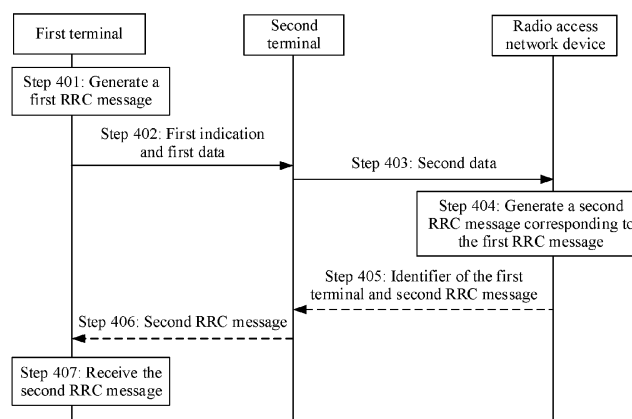 First terminal
Second
terminal
Radio access
network device
Step 401: Generate a
first RRC message
Step 402: First indication
and first data
Step 403: Second data
Step 404: Generate a second
RRC message corresponding to
the first RRC message
Step 405: Identifier of the first
terminal and second RRC message
Step 406: Second RRC message
Step 407: Receive the
second RRC message